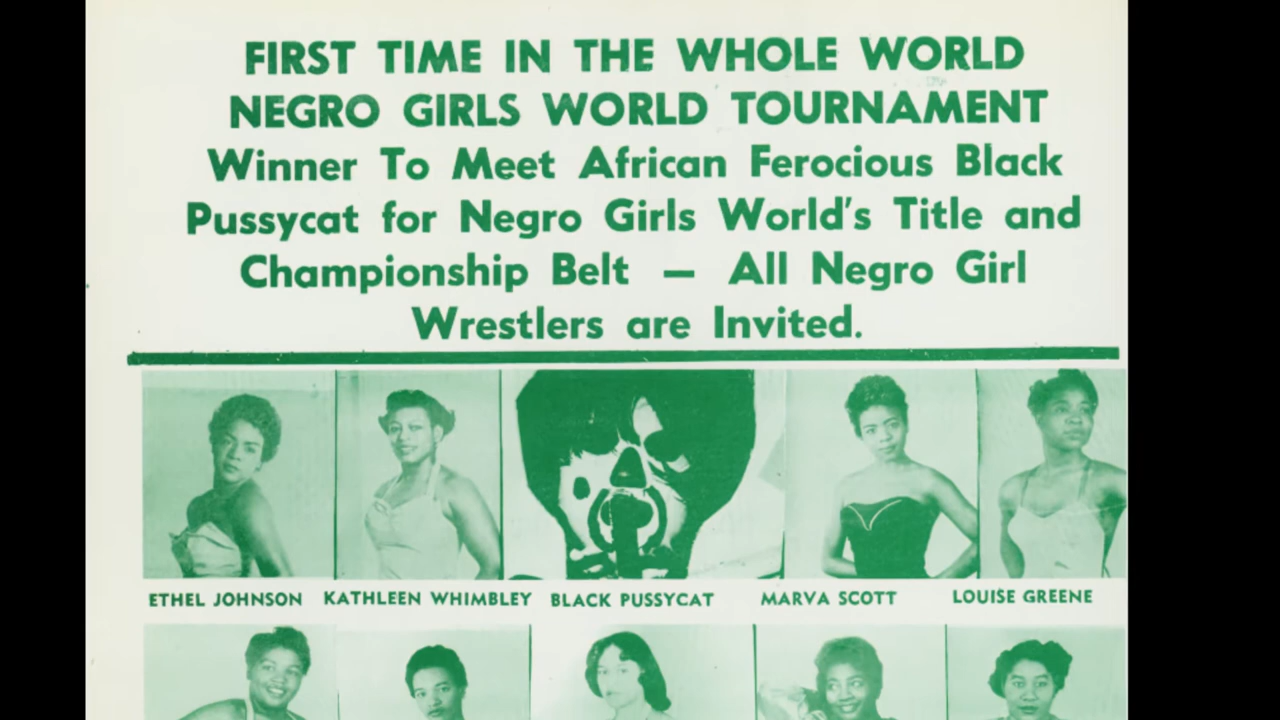 FIRST TIME IN THE WHOLE WORLD
NEGRO GIRLS WORLD TOURNAMENT
Winner To Meet African Ferocious Black
Pussycat for Negro Girls World's Title and
Championship Belt — All Negro Girl
Wrestlers are Invited.
ETHEL JOHNSON KATHLEEN WHIMBLEY BLACK PUSSYCAT MARVA SCOTT LOUISE GREENE